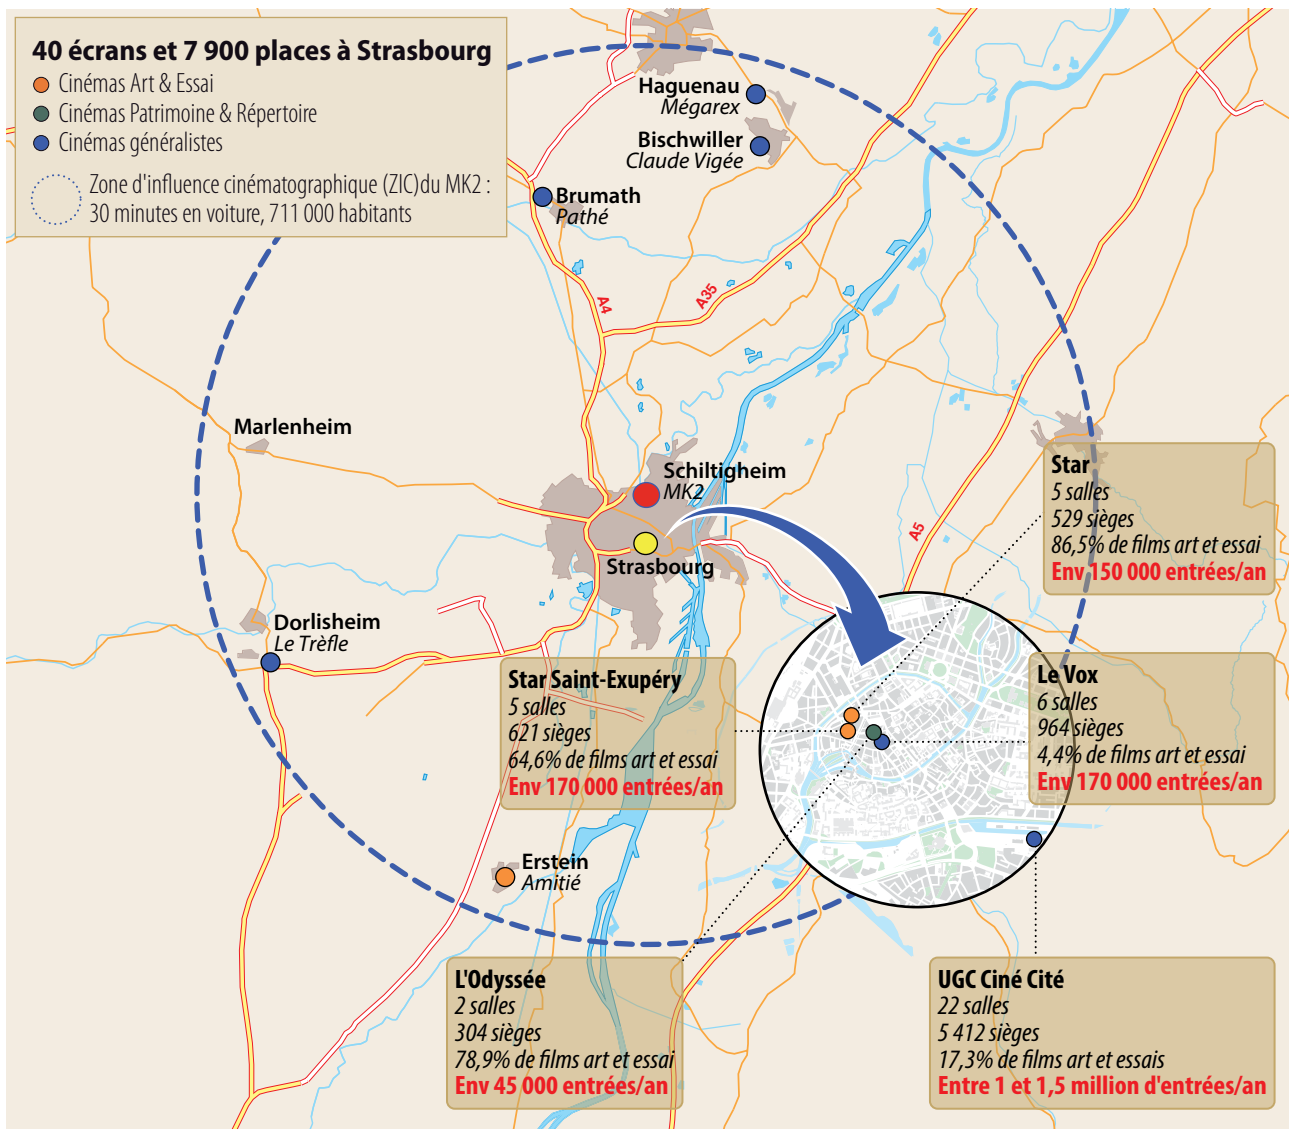 40 écrans et 7 900 places à Strasbourg
Cinémas Art & Essai
Cinémas Patrimoine & Répertoire
Cinémas généralistes
Zone d'influence cinématographique (ZIC)du MK2 :
30 minutes en voiture, 711 000 habitants
Haguenau
Mégarex
Bischwiller
Claude Vigée
Brumath
Pathé
A4
A35
Marlenheim
Schiltigheim
MK2
Strasbourg
A5
Star
5 salles
529 sièges
86,5% de films art et essai
Env 150 000 entrées/an
Dorlisheim
Le Trèfle
Star Saint-Exupéry
5 salles
621 sièges
64,6% de films art et essai
Env 170 000 entrées/an
Le Vox
6 salles
964 sièges
4,4% de films art et essai
Env 170 000 entrées/an
Erstein
Amitié
L'Odyssée
2 salles
304 sièges
78,9% de films art et essai
Env 45 000 entrées/an
UGC Ciné Cité
22 salles
5 412 sièges
17,3% de films art et essais
Entre 1 et 1,5 million d'entrées/an